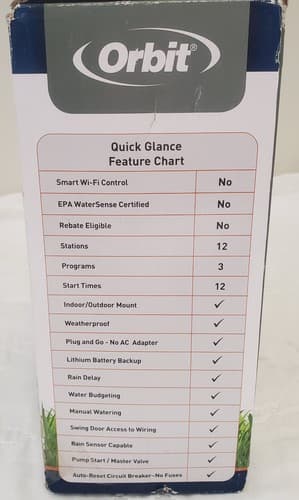 Orbit®
Quick Glance
Feature Chart
Smart Wi-Fi Control No
EPA WaterSense Certified No
Rebate Eligible No
Stations 12
Programs 3
Start Times 12
Indoor/Outdoor Mount ✓
Weatherproof ✓
Plug and Go - No AC Adapter ✓
Lithium Battery Backup ✓
Rain Delay ✓
Water Budgeting ✓
Manual Watering ✓
Swing Door Access to Wiring ✓
Rain Sensor Capable ✓
Pump Start / Master Valve ✓
Auto-Reset Circuit Breaker-No Fuses ✓